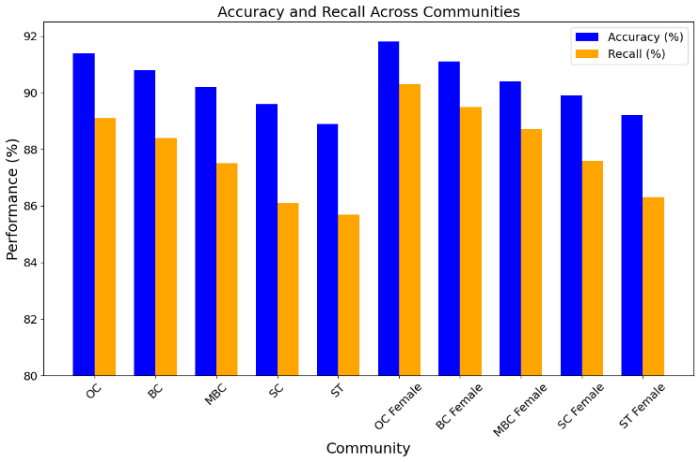 Accuracy and Recall Across Communities
Accuracy (%)
Recall (%)
Performance (%)
92
90
88
86
84
82
80
OC
BC
MBC
SC
ST
OC Female
BC Female
MBC Female
SC Female
ST Female
Community